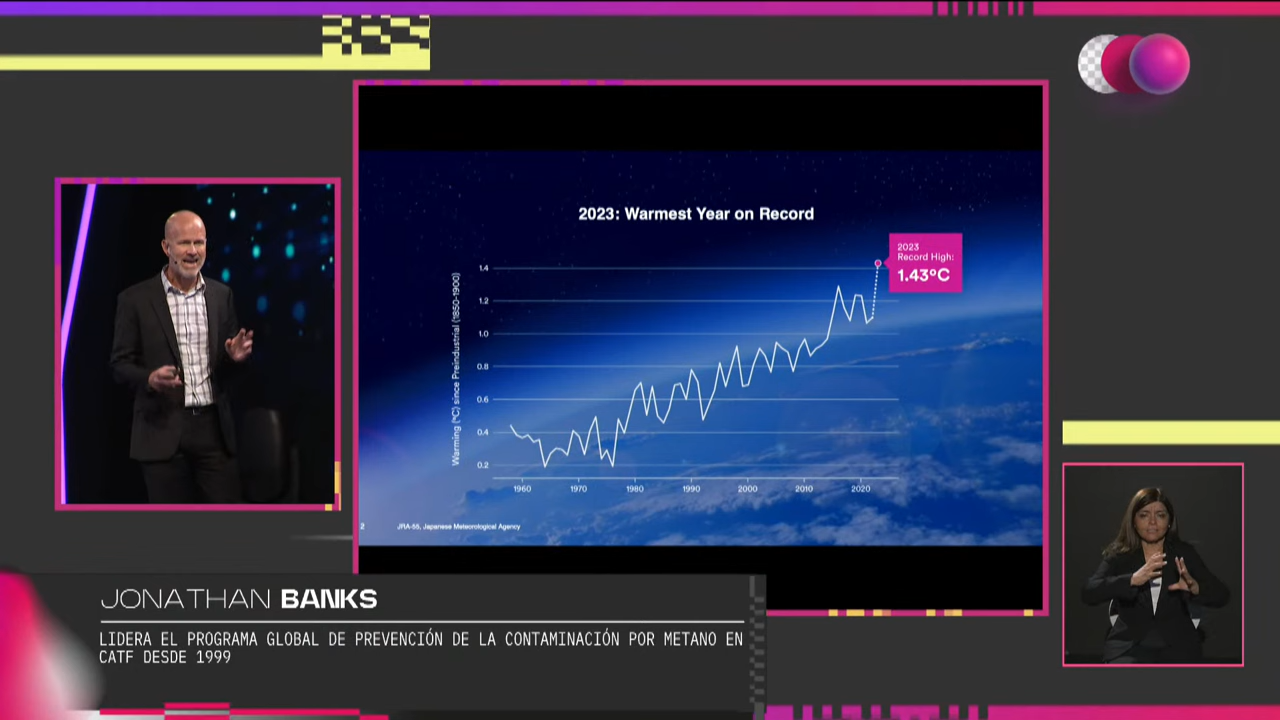 2023: Warmest Year on Record
2023
Record High:
1.43ºC
Warming (ºC) since Preindustrial (1850-1900)
1.4
1.2
1.0
0.8
0.6
0.4
0.2
1960 1970 1980 1990 2000 2010 2020
2 JRA-55, Japanese Meteorological Agency
JONATHAN BANKS
LIDERA EL PROGRAMA GLOBAL DE PREVENCIÓN DE LA CONTAMINACIÓN POR METANO EN
CATF DESDE 1999